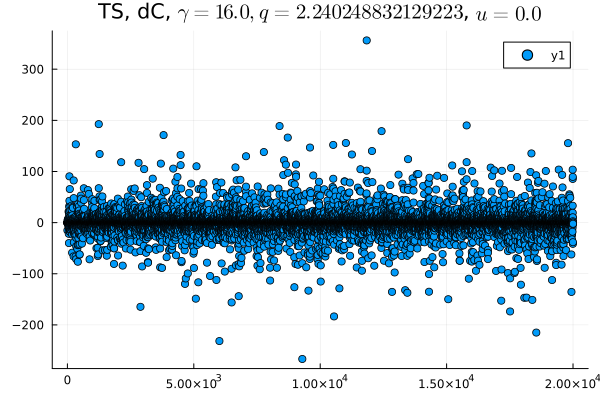 TS, dC, γ = 16.0, q = 2.240248832129223, u = 0.0
y1
300
200
100
0
−100
−200
0 5.00×10³ 1.00×10⁴ 1.50×10⁴ 2.00×10⁴